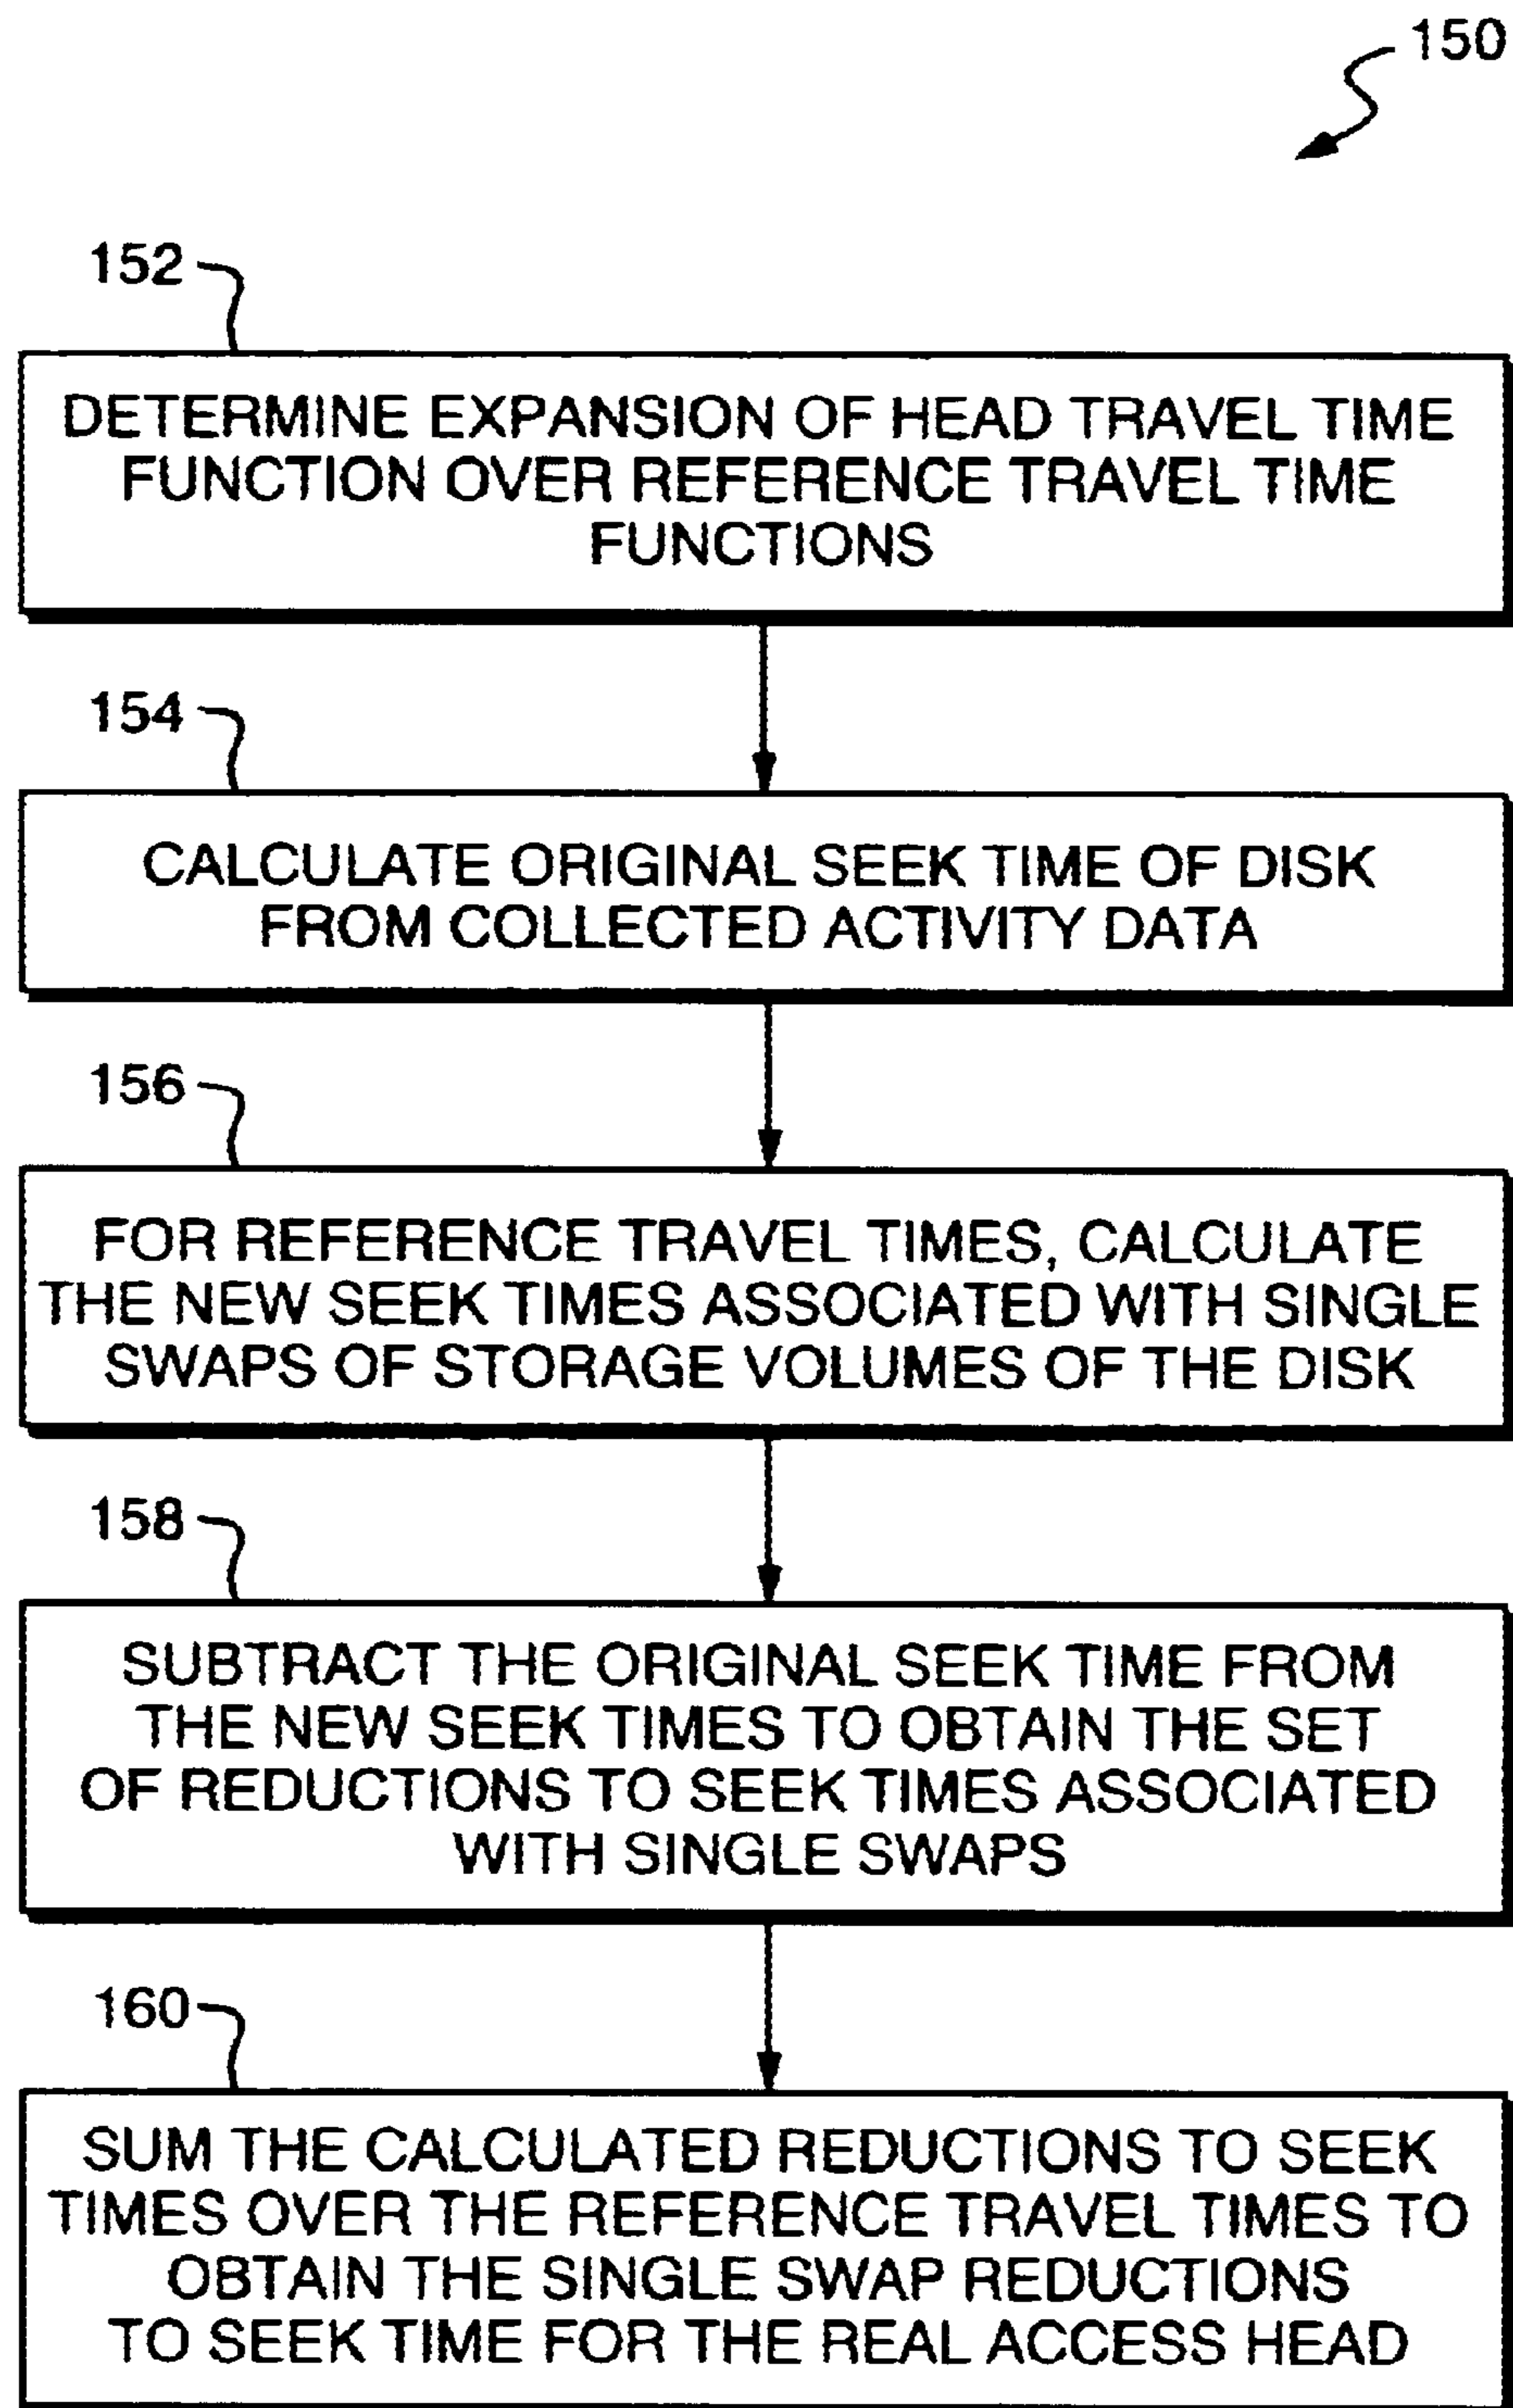 150
152
DETERMINE EXPANSION OF HEAD TRAVEL TIME
FUNCTION OVER REFERENCE TRAVEL TIME
FUNCTIONS
154
CALCULATE ORIGINAL SEEK TIME OF DISK
FROM COLLECTED ACTIVITY DATA
156
FOR REFERENCE TRAVEL TIMES, CALCULATE
THE NEW SEEK TIMES ASSOCIATED WITH SINGLE
SWAPS OF STORAGE VOLUMES OF THE DISK
158
SUBTRACT THE ORIGINAL SEEK TIME FROM
THE NEW SEEK TIMES TO OBTAIN THE SET
OF REDUCTIONS TO SEEK TIMES ASSOCIATED
WITH SINGLE SWAPS
160
SUM THE CALCULATED REDUCTIONS TO SEEK
TIMES OVER THE REFERENCE TRAVEL TIMES TO
OBTAIN THE SINGLE SWAP REDUCTIONS
TO SEEK TIME FOR THE REAL ACCESS HEAD